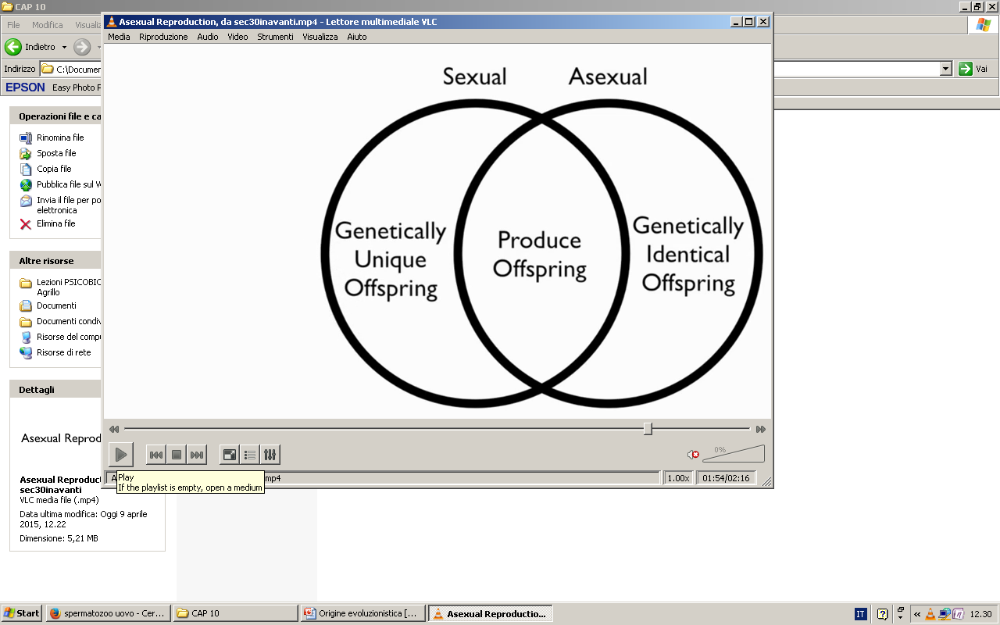 CAP 10
File Modifica Visualiz
Indietro
Indirizzo C:\Documen
Vai
EPSON Easy Photo P
Operazioni file e ca
Rinomina file
Sposta file
Copia file
Pubblica file sul W
Invia il file per po
elettronica
Elimina file
Altre risorse
Lezioni PSICOBIO
Agrillo
Documenti
Documenti condiv
Risorse del compu
Risorse di rete
Dettagli
Asexual Reprod
Asexual Reproduct
sec30inavanti
VLC media file (.mp4)
Data ultima modifica: Oggi 9 aprile
2015, 12.22
Dimensione: 5,21 MB
Asexual Reproduction, da sec30inavanti.mp4 - Lettore multimediale VLC
Media Riproduzione Audio Video Strumenti Visualizza Aiuto
Sexual Asexual
Genetically
Unique
Offspring
Produce
Offspring
Genetically
Identical
Offspring
0%
A mp4
1.00x 01:54/02:16
Play
If the playlist is empty, open a medium
Start spermatozoo uovo - Cer... CAP 10 Origine evoluzionistica [... Asexual Reproductio... IT « 12.30